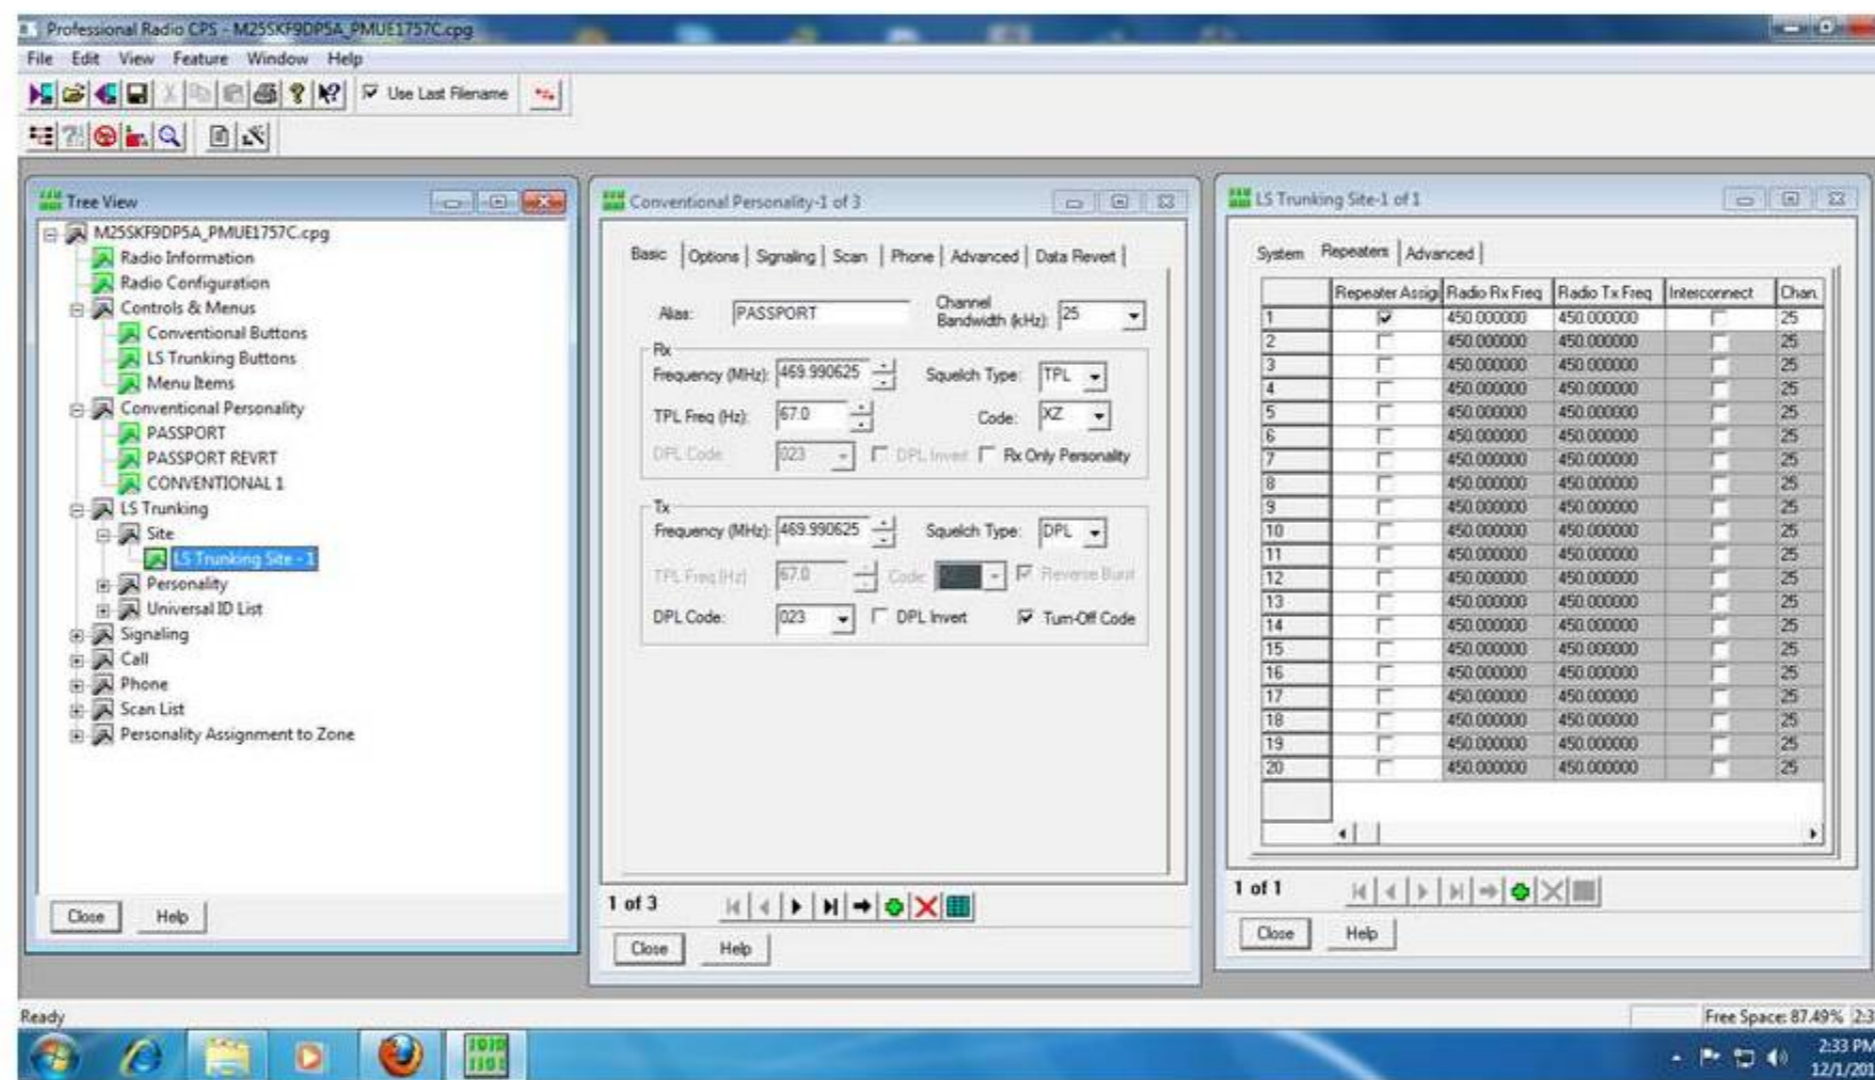 Professional Radio CPS - M25SKF9DP5A_PMUE1757C.cpg
File Edit View Feature Window Help
Use Last Filename
Tree View
M25SKF9DP5A_PMUE1757C.cpg
Radio Information
Radio Configuration
Controls & Menus
Conventional Buttons
LS Trunking Buttons
Menu Items
Conventional Personality
PASSPORT
PASSPORT REVRT
CONVENTIONAL 1
LS Trunking
Site
LS Trunking Site - 1
Personality
Universal ID List
Signaling
Call
Phone
Scan List
Personality Assignment to Zone
Close Help
Conventional Personality-1 of 3
Basic Options Signaling Scan Phone Advanced Data Revert
Alias: PASSPORT Channel Bandwidth (kHz): 25
Rx
Frequency (MHz): 469.990625 Squelch Type: TPL
TPL Freq (Hz): 67.0 Code: XZ
DPL Code: 023 DPL Invert Rx Only Personality
Tx
Frequency (MHz): 469.990625 Squelch Type: DPL
TPL Freq (Hz) 67.0 Code: Reverse Burst
DPL Code: 023 DPL Invert Turn-Off Code
1 of 3
Close Help
LS Trunking Site-1 of 1
System Repeaters Advanced
Repeater Assig Radio Rx Freq Radio Tx Freq Interconnect Chan.
1 450.000000 450.000000 25
2 450.000000 450.000000 25
3 450.000000 450.000000 25
4 450.000000 450.000000 25
5 450.000000 450.000000 25
6 450.000000 450.000000 25
7 450.000000 450.000000 25
8 450.000000 450.000000 25
9 450.000000 450.000000 25
10 450.000000 450.000000 25
11 450.000000 450.000000 25
12 450.000000 450.000000 25
13 450.000000 450.000000 25
14 450.000000 450.000000 25
15 450.000000 450.000000 25
16 450.000000 450.000000 25
17 450.000000 450.000000 25
18 450.000000 450.000000 25
19 450.000000 450.000000 25
20 450.000000 450.000000 25
1 of 1
Close Help
Ready
Free Space: 87.49% 2:3
2:33 PM
12/1/201